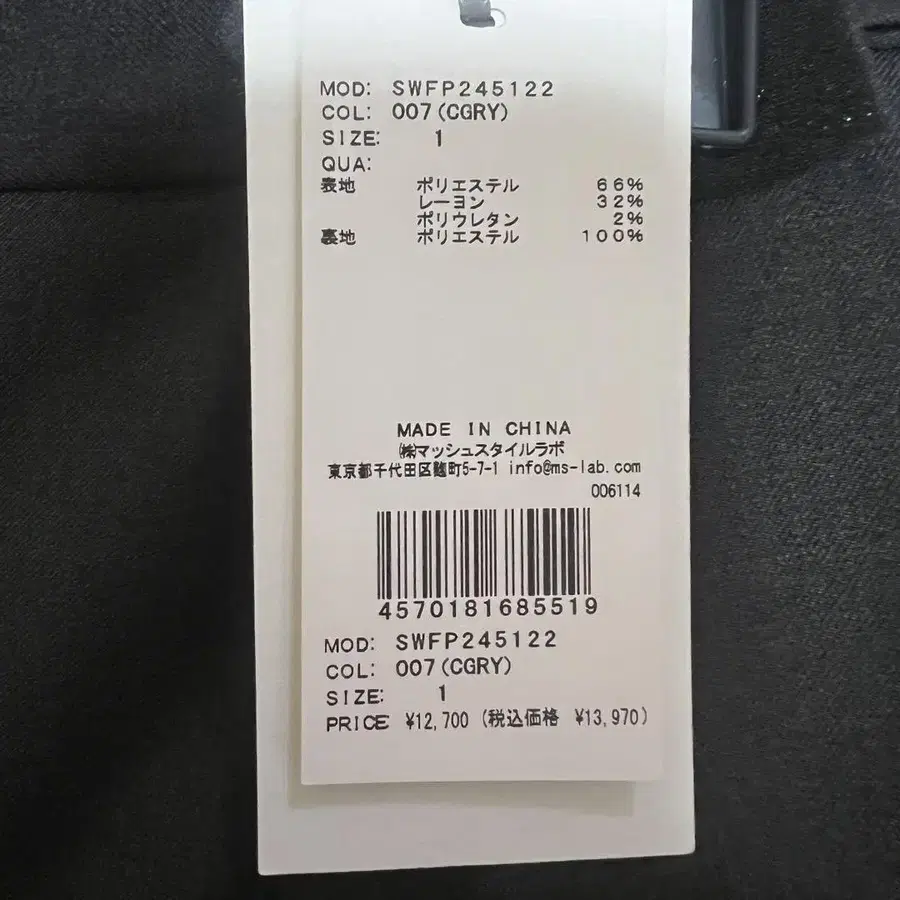 MOD: SWFP245122
COL: 007(CGRY)
SIZE: 1
QUA:
表地 ポリエステル 66%
レーヨン 32%
ポリウレタン 2%
裏地 ポリエステル 100%
MADE IN CHINA
㈱マッシュスタイルラボ
東京都千代田区麹町5-7-1 info@ms-lab.com
006114
4570181685519
MOD: SWFP245122
COL: 007(CGRY)
SIZE: 1
PRICE ¥12,700 (税込価格 ¥13,970)